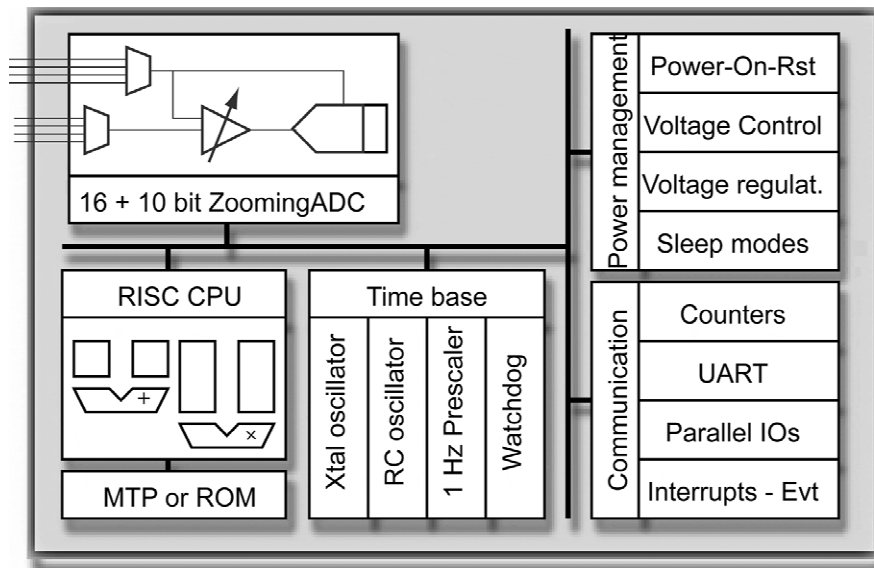 16 + 10 bit ZoomingADC
RISC CPU
+
×
MTP or ROM
Time base
Xtal oscillator
RC oscillator
1 Hz Prescaler
Watchdog
Power management
Power-On-Rst
Voltage Control
Voltage regulat.
Sleep modes
Communication
Counters
UART
Parallel IOs
Interrupts - Evt